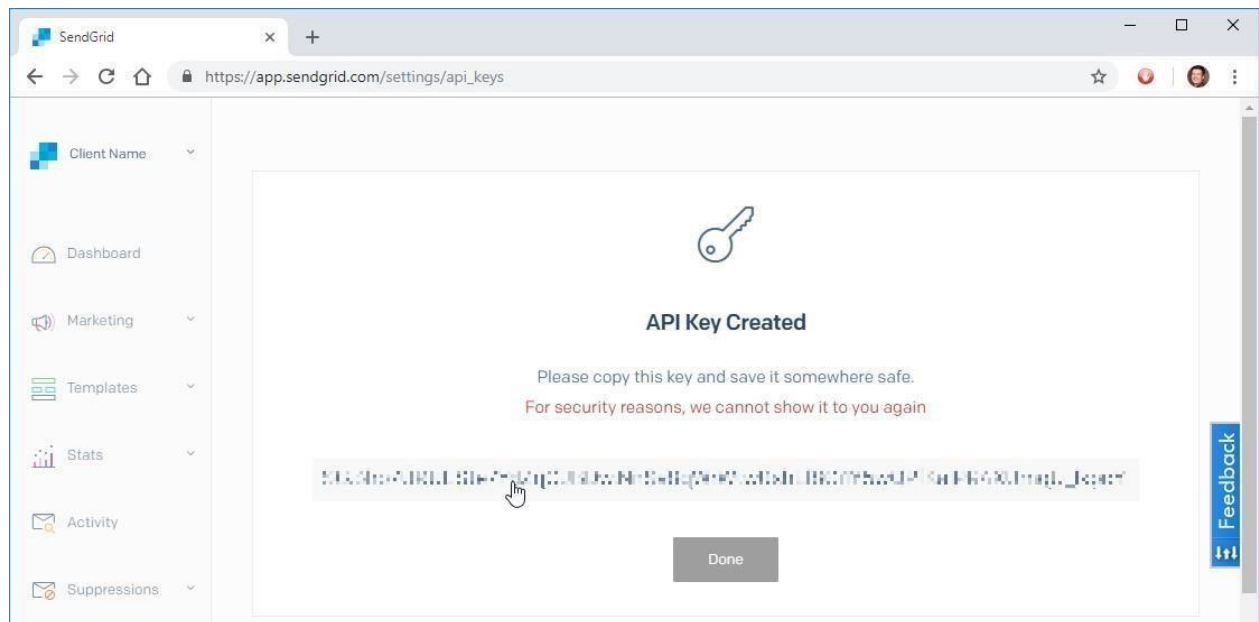 SendGrid
https://app.sendgrid.com/settings/api_keys
Client Name
Dashboard
Marketing
Templates
Stats
Activity
Suppressions
API Key Created
Please copy this key and save it somewhere safe.
For security reasons, we cannot show it to you again
Done
Feedback